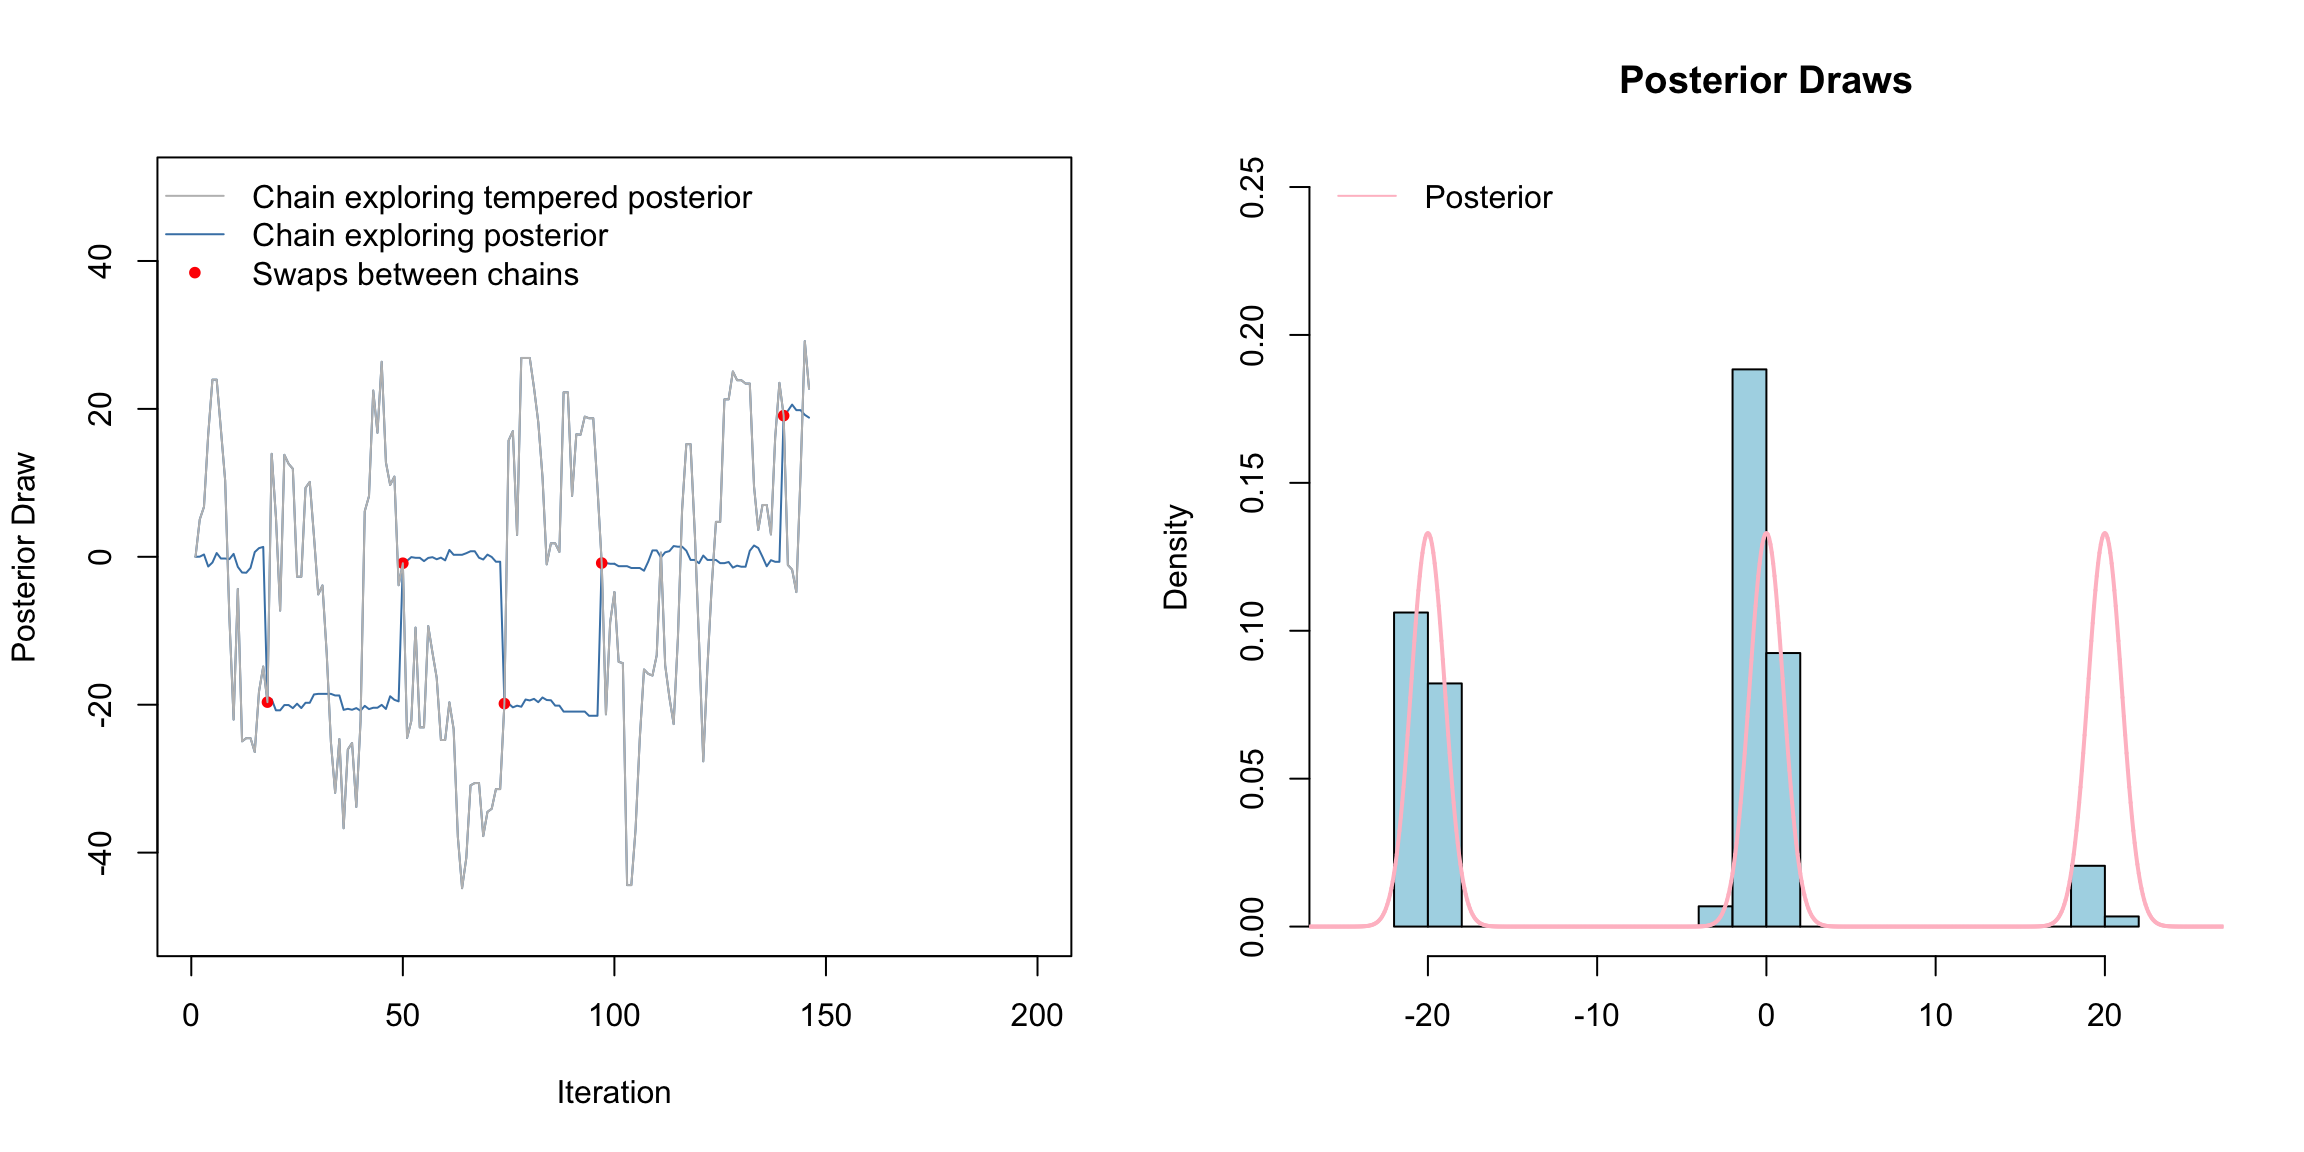 Chain exploring tempered posterior
Chain exploring posterior
Swaps between chains
40
20
0
-20
-40
Posterior Draw
0 50 100 150 200
Iteration
Posterior Draws
Posterior
0.25
0.20
0.15
0.10
0.05
0.00
Density
-20 -10 0 10 20